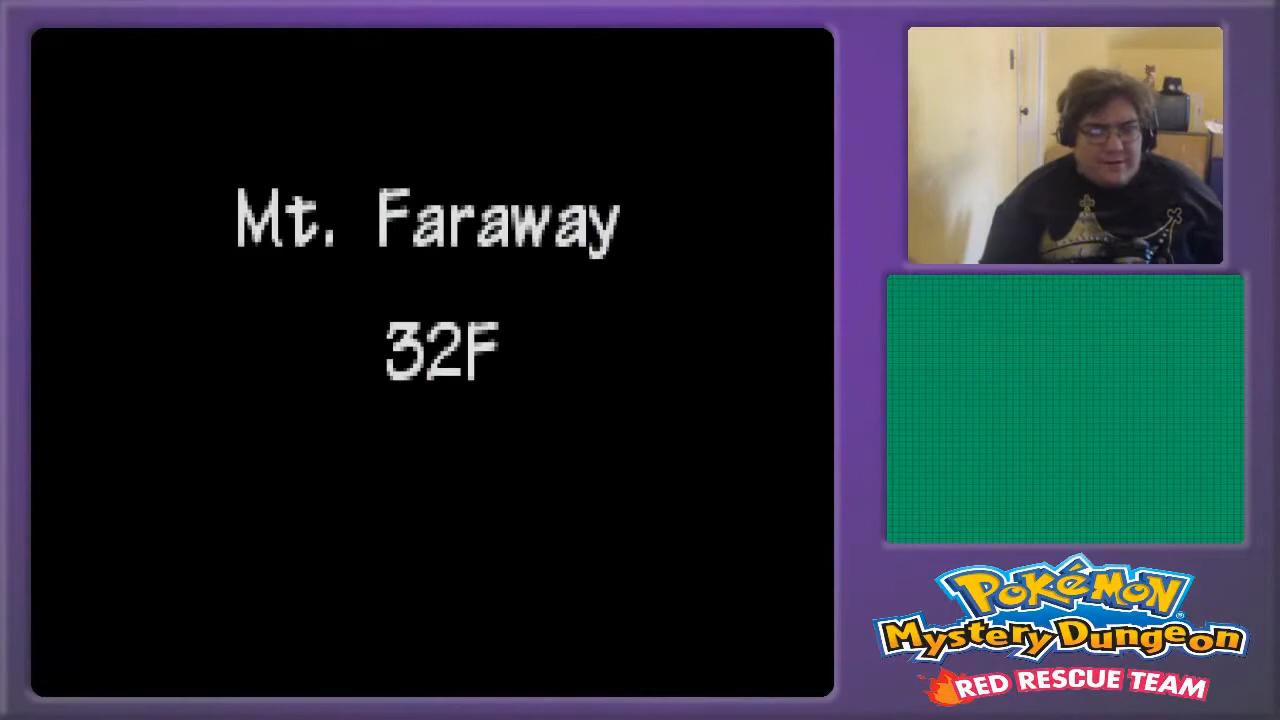 Mt. Faraway
32F
POKéMON
Mystery Dungeon
RED RESCUE TEAM